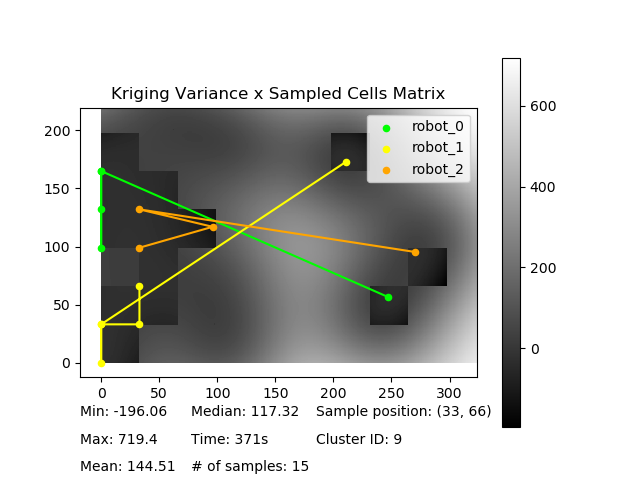 Kriging Variance x Sampled Cells Matrix
robot_0
robot_1
robot_2
200
150
100
50
0
0 50 100 150 200 250 300
600
400
200
0
Min: -196.06 Median: 117.32 Sample position: (33, 66)
Max: 719.4 Time: 371s Cluster ID: 9
Mean: 144.51 # of samples: 15